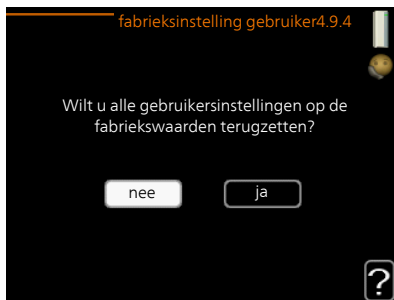 fabrieksinstelling gebruiker4.9.4
Wilt u alle gebruikersinstellingen op de
fabriekswaarden terugzetten?
nee ja
?